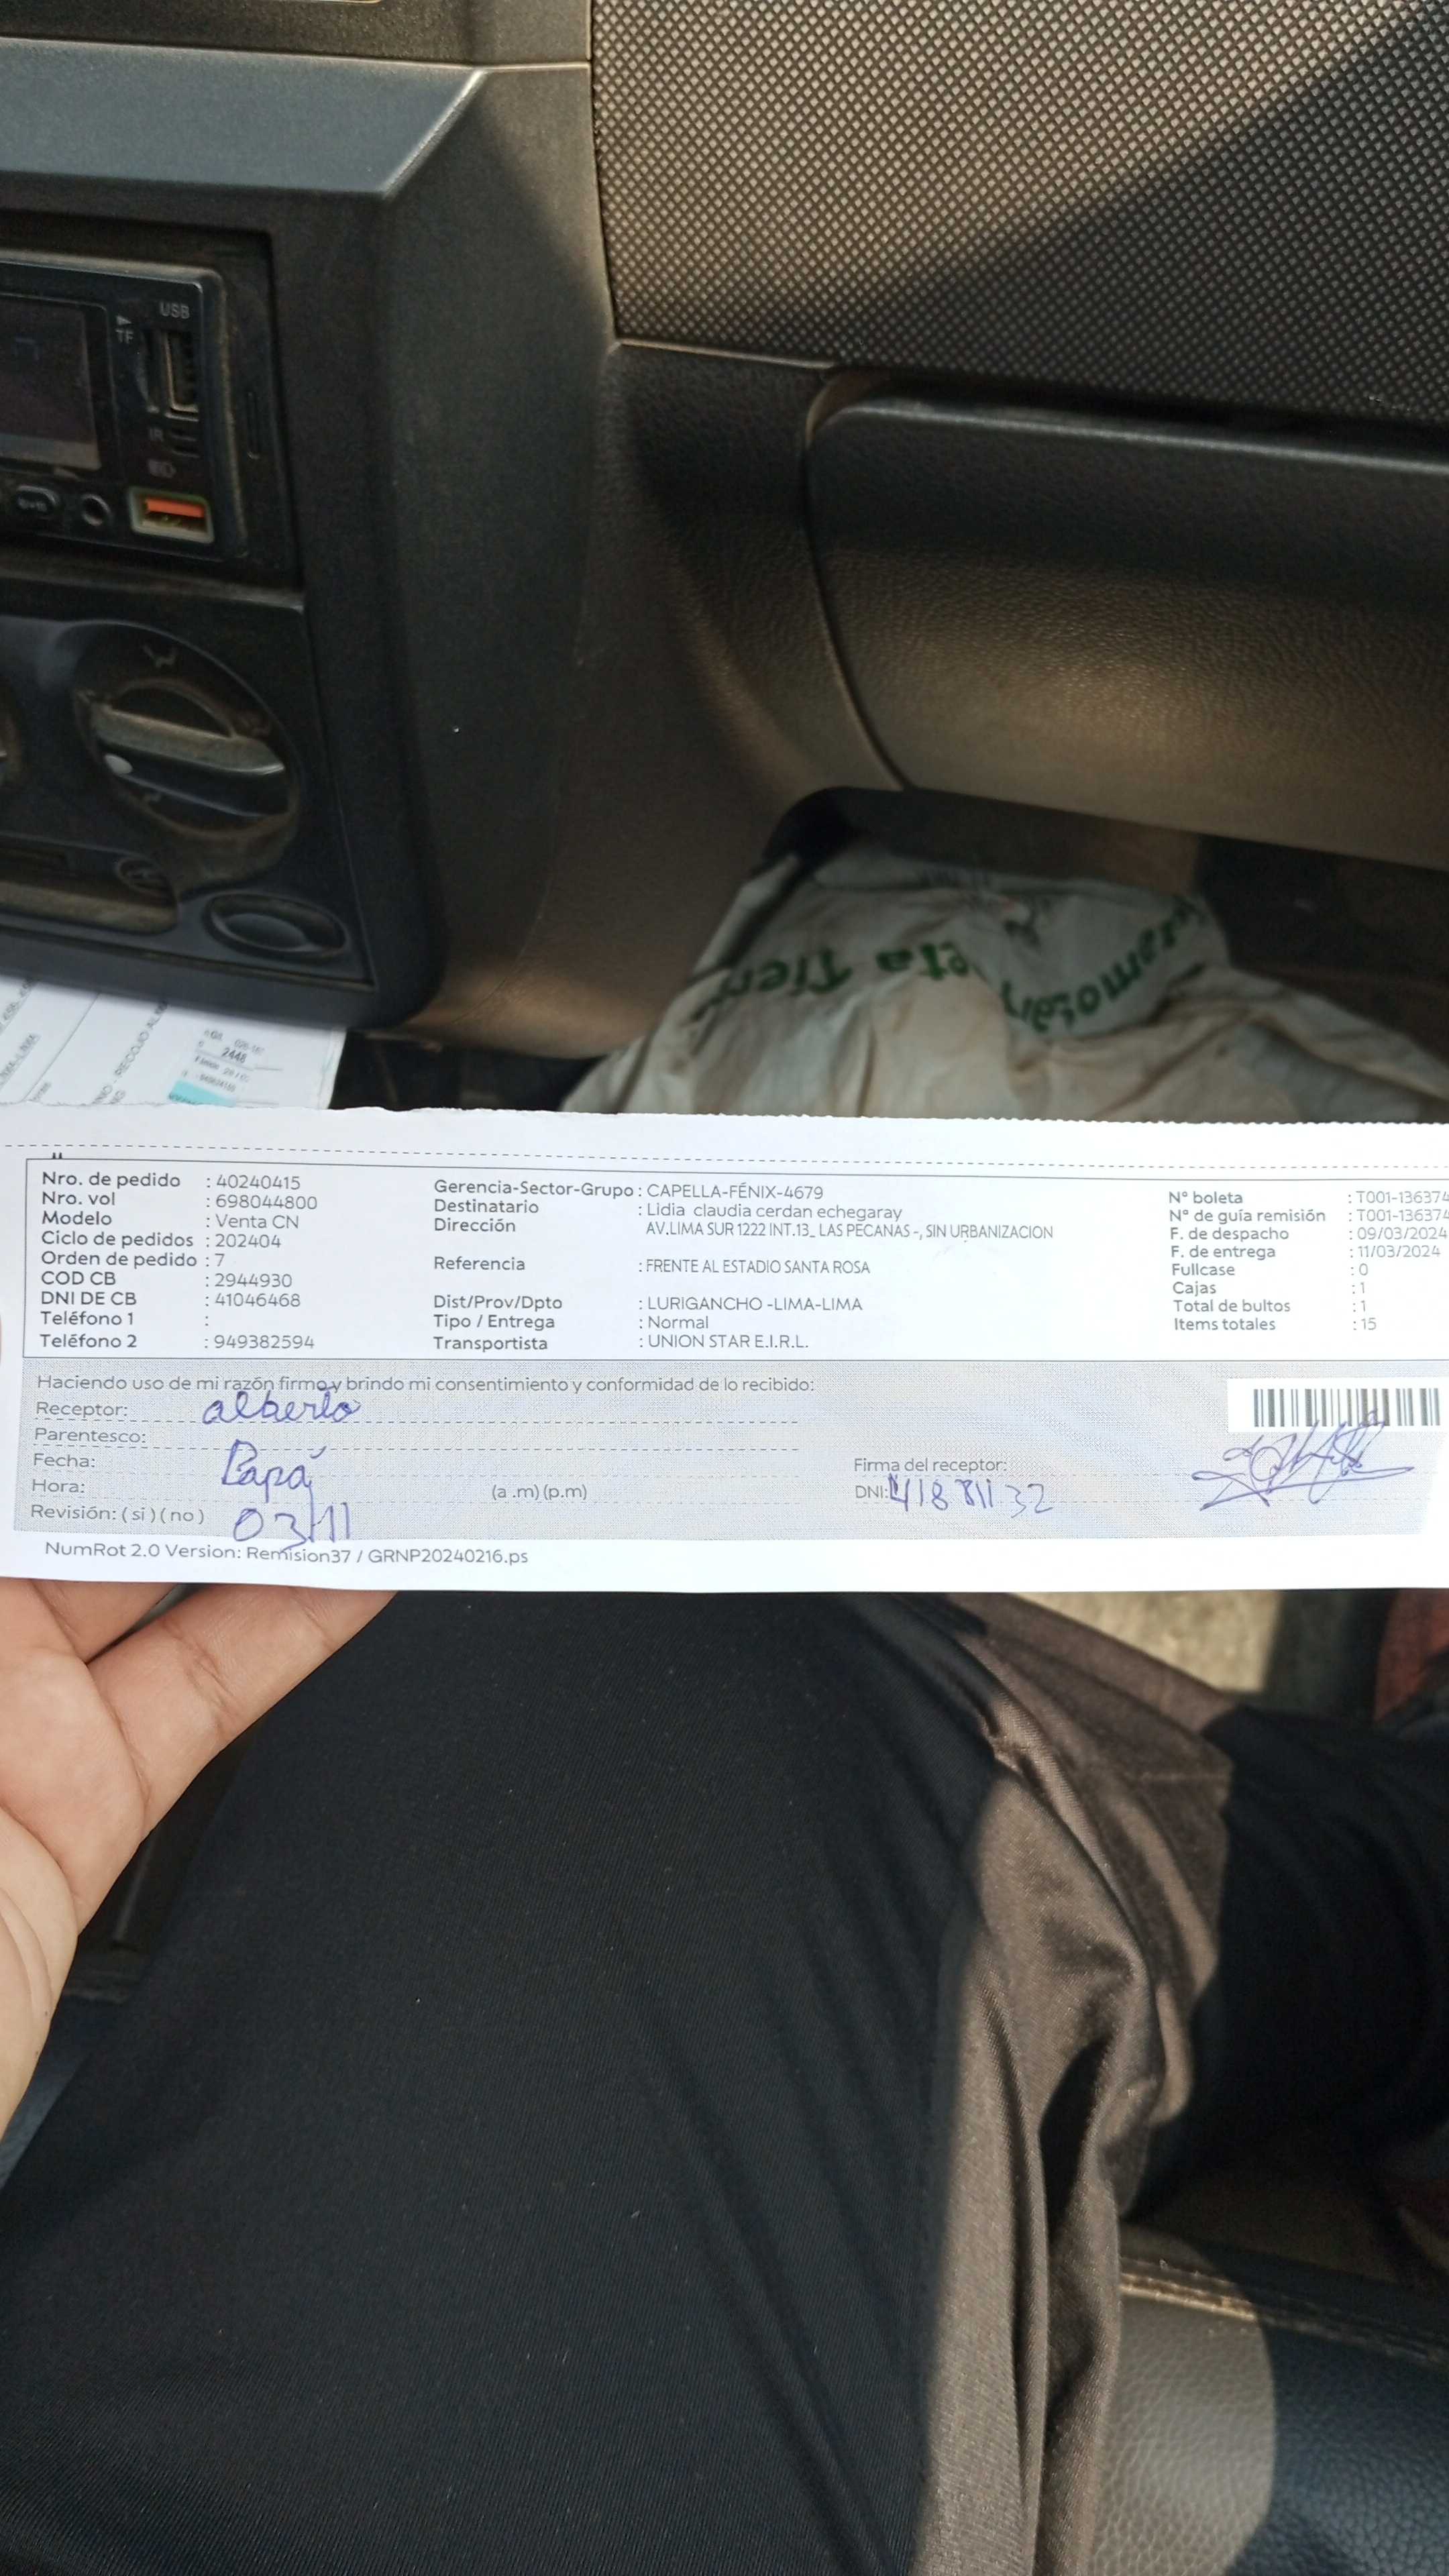 USB
TF
IR
2448
Nro. de pedido : 40240415
Nro. vol : 698044800
Modelo : Venta CN
Ciclo de pedidos : 202404
Orden de pedido : 7
COD CB : 2944930
DNI DE CB : 41046468
Teléfono 1 :
Teléfono 2 : 949382594
Gerencia-Sector-Grupo : CAPELLA-FÉNIX-4679
Destinatario : Lidia claudia cerdan echegaray
Dirección AV.LIMA SUR 1222 INT.13_ LAS PECANAS -, SIN URBANIZACION
Referencia : FRENTE AL ESTADIO SANTA ROSA
Dist/Prov/Dpto : LURIGANCHO -LIMA-LIMA
Tipo / Entrega : Normal
Transportista : UNION STAR E.I.R.L.
N° boleta : T001-136374
N° de guía remisión : T001-136374
F. de despacho : 09/03/2024
F. de entrega : 11/03/2024
Fullcase : 0
Cajas : 1
Total de bultos : 1
Items totales : 15
Haciendo uso de mi razón firmo y brindo mi consentimiento y conformidad de lo recibido:
Receptor: alberto
Parentesco:
Fecha: Papá
Hora: (a .m) (p.m)
Revisión: ( si ) ( no ) 03/11
Firma del receptor:
DNI: 41881132
NumRot 2.0 Version: Remision37 / GRNP20240216.ps